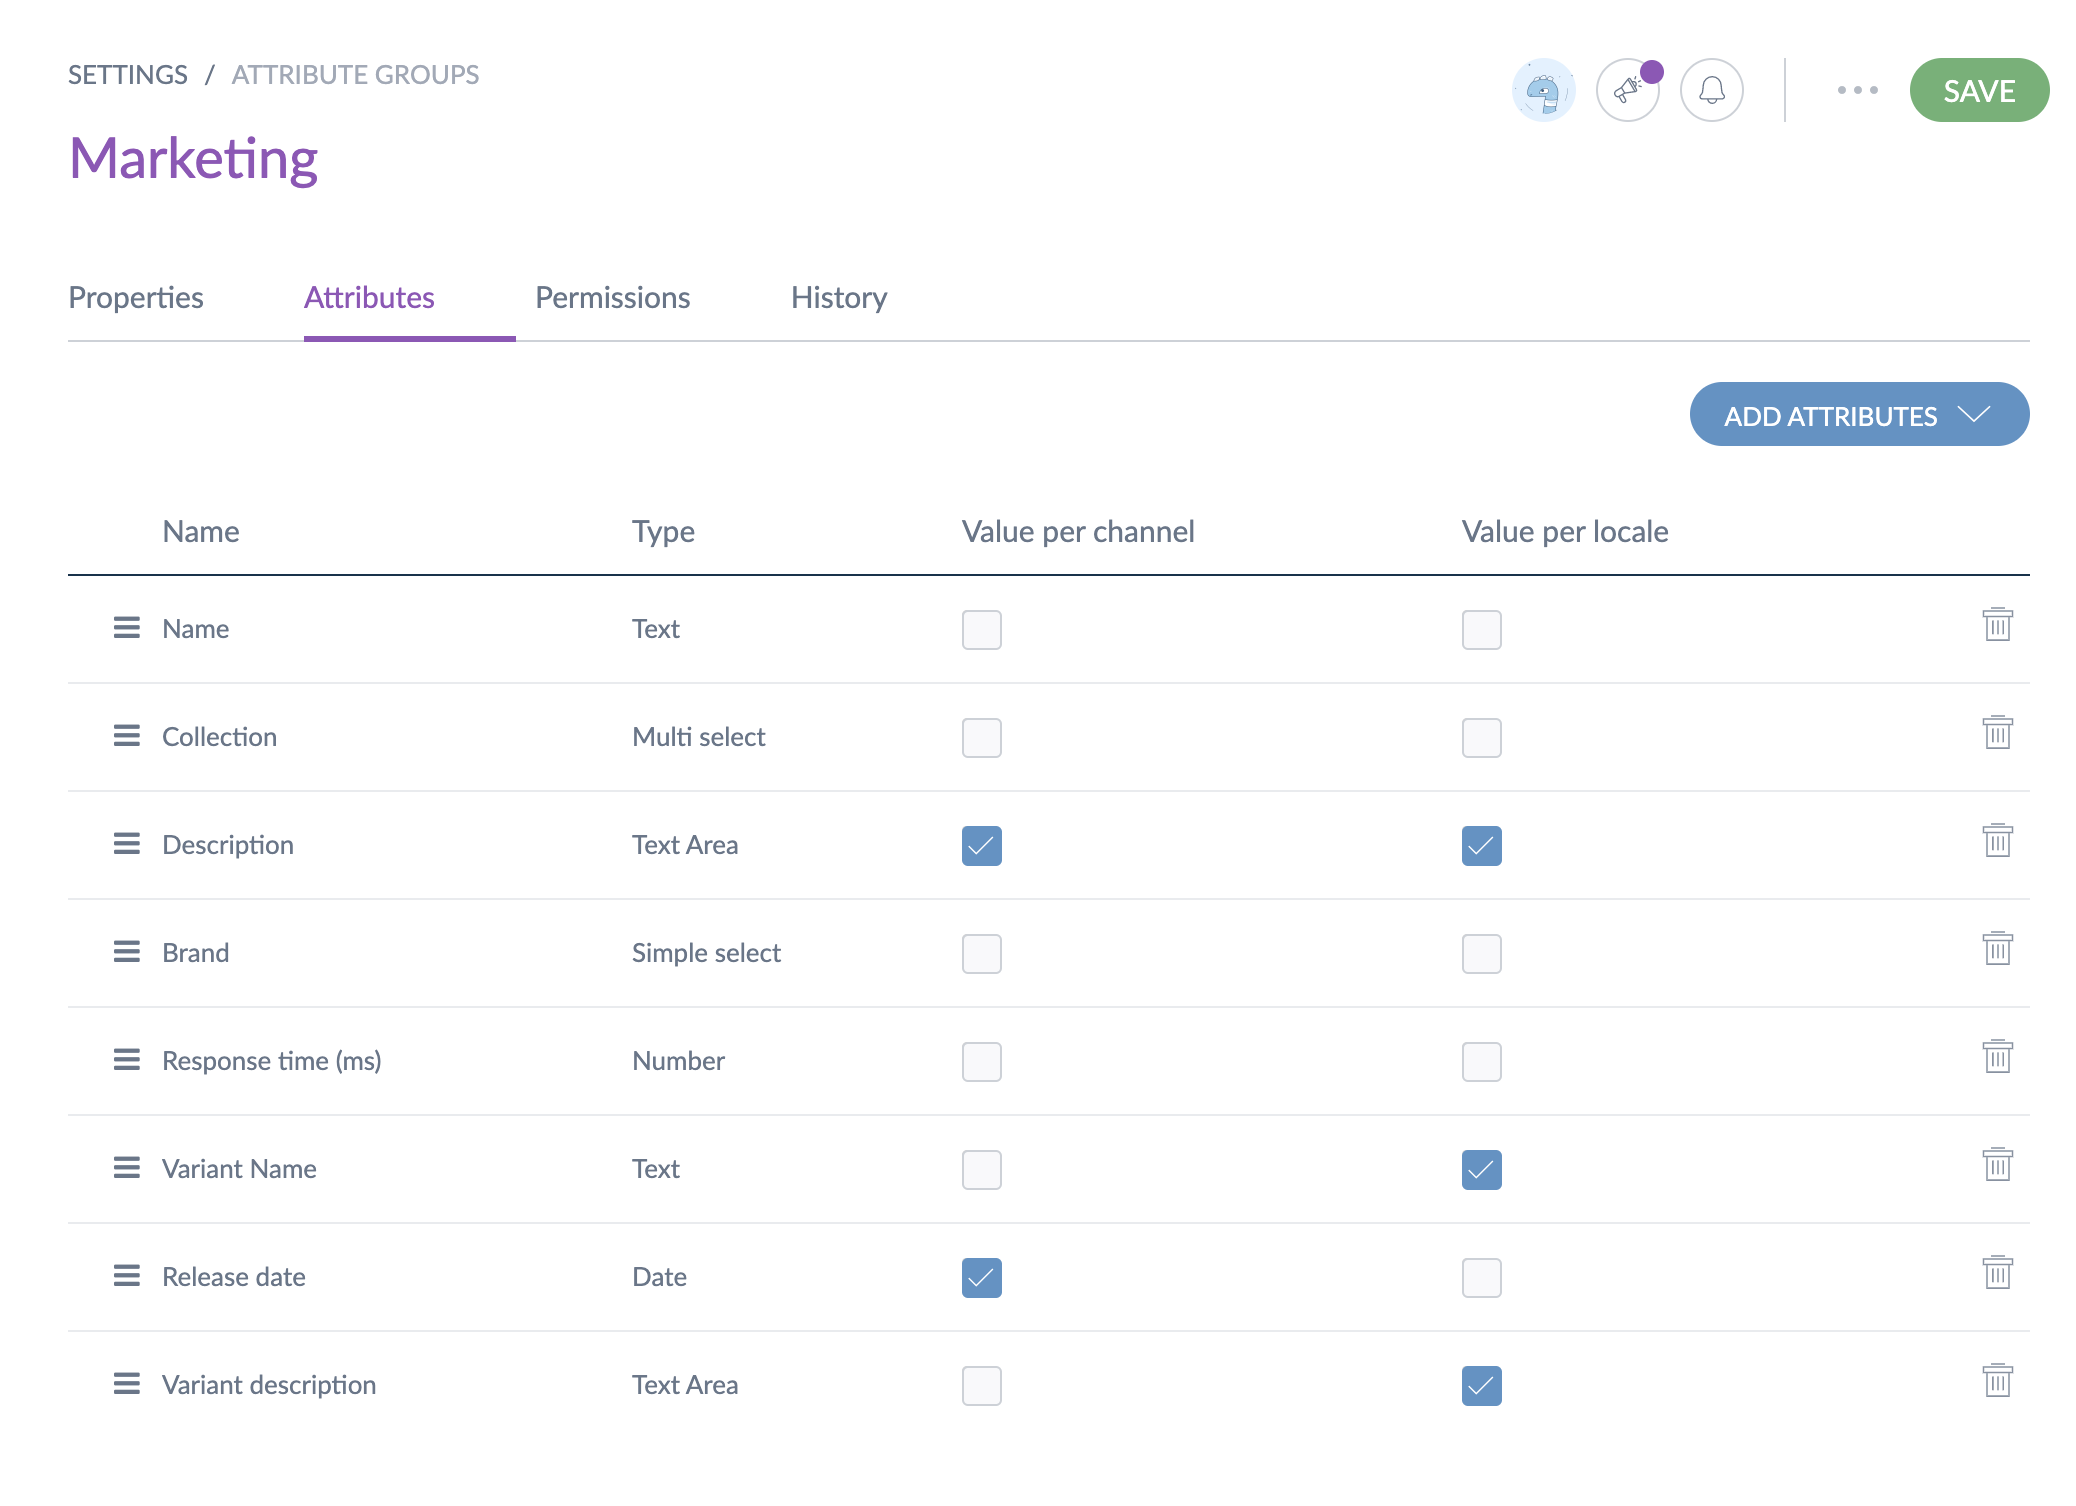 SETTINGS / ATTRIBUTE GROUPS
SAVE
Marketing
Properties Attributes Permissions History
ADD ATTRIBUTES
Name Type Value per channel Value per locale
Name Text
Collection Multi select
Description Text Area
Brand Simple select
Response time (ms) Number
Variant Name Text
Release date Date
Variant description Text Area